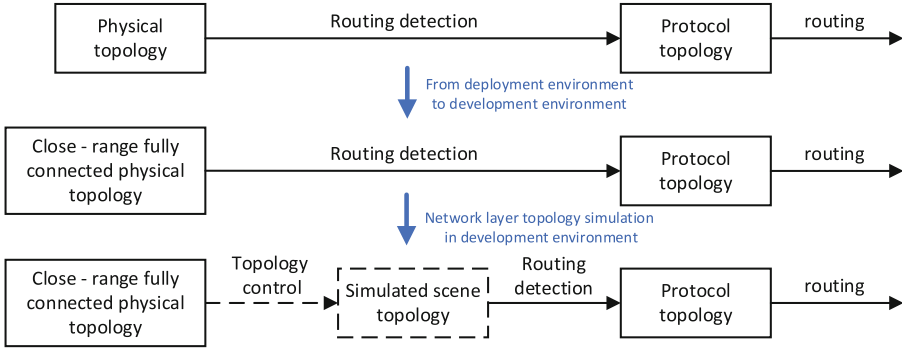 Physical
topology
Routing detection
Protocol
topology
routing
From deployment environment
to development environment
Close - range fully
connected physical
topology
Routing detection
Protocol
topology
routing
Network layer topology simulation
in development environment
Close - range fully
connected physical
topology
Topology
control
Simulated scene
topology
Routing
detection
Protocol
topology
routing